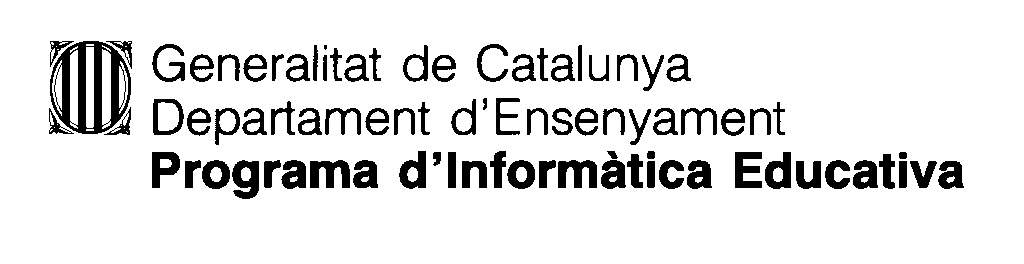 Generalitat de Catalunya
Departament d'Ensenyament
Programa d'Informàtica Educativa